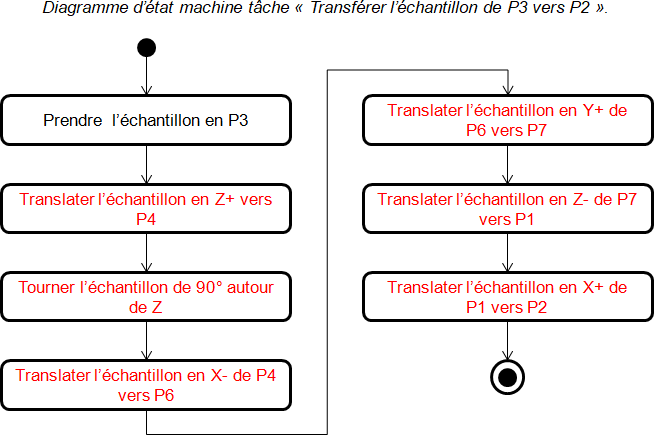 Diagramme d'état machine tâche « Transférer l'échantillon de P3 vers P2 ».
Prendre l'échantillon en P3
Translater l'échantillon en Z+ vers
P4
Tourner l'échantillon de 90° autour
de Z
Translater l'échantillon en X- de P4
vers P6
Translater l'échantillon en Y+ de
P6 vers P7
Translater l'échantillon en Z- de P7
vers P1
Translater l'échantillon en X+ de
P1 vers P2